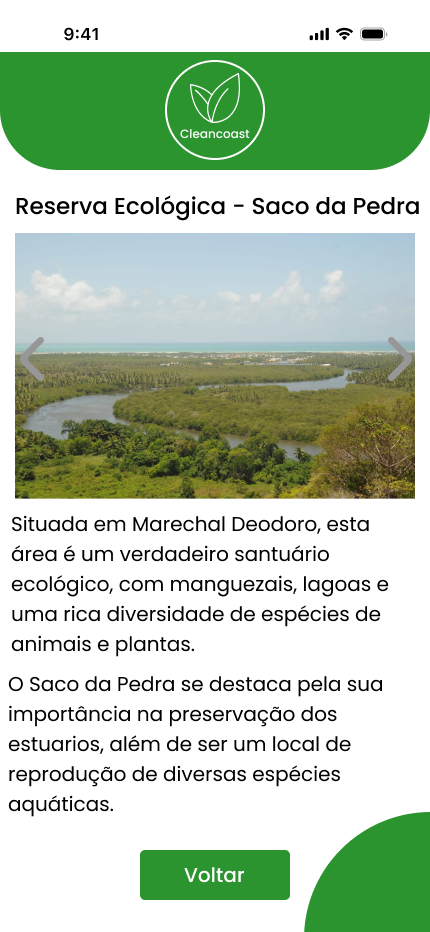 9:41
Cleancoast
Reserva Ecológica - Saco da Pedra
Situada em Marechal Deodoro, esta
área é um verdadeiro santuário
ecológico, com manguezais, lagoas e
uma rica diversidade de espécies de
animais e plantas.
O Saco da Pedra se destaca pela sua
importância na preservação dos
estuarios, além de ser um local de
reprodução de diversas espécies
aquáticas.
Voltar